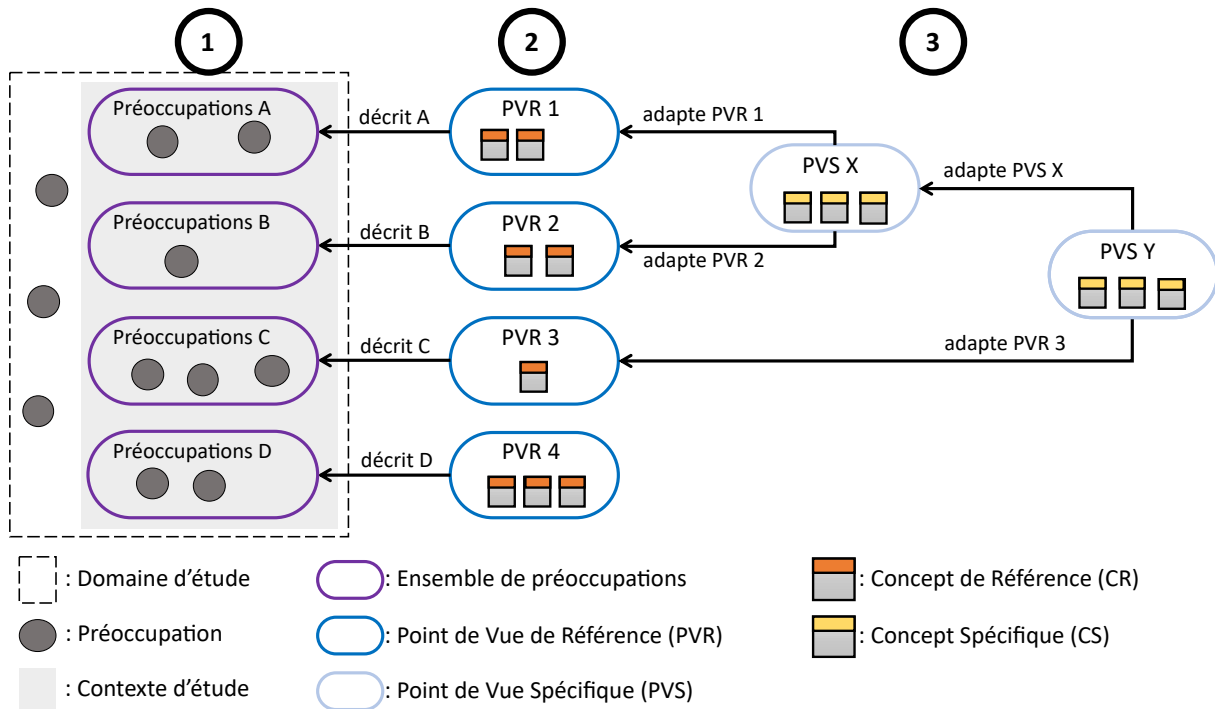 1
2
3
Préoccupations A
décrit A
PVR 1
adapte PVR 1
PVS X
adapte PVS X
Préoccupations B
décrit B
PVR 2
adapte PVR 2
PVS Y
Préoccupations C
décrit C
PVR 3
adapte PVR 3
Préoccupations D
décrit D
PVR 4
: Domaine d'étude
: Ensemble de préoccupations
: Concept de Référence (CR)
: Préoccupation
: Point de Vue de Référence (PVR)
: Concept Spécifique (CS)
: Contexte d'étude
: Point de Vue Spécifique (PVS)